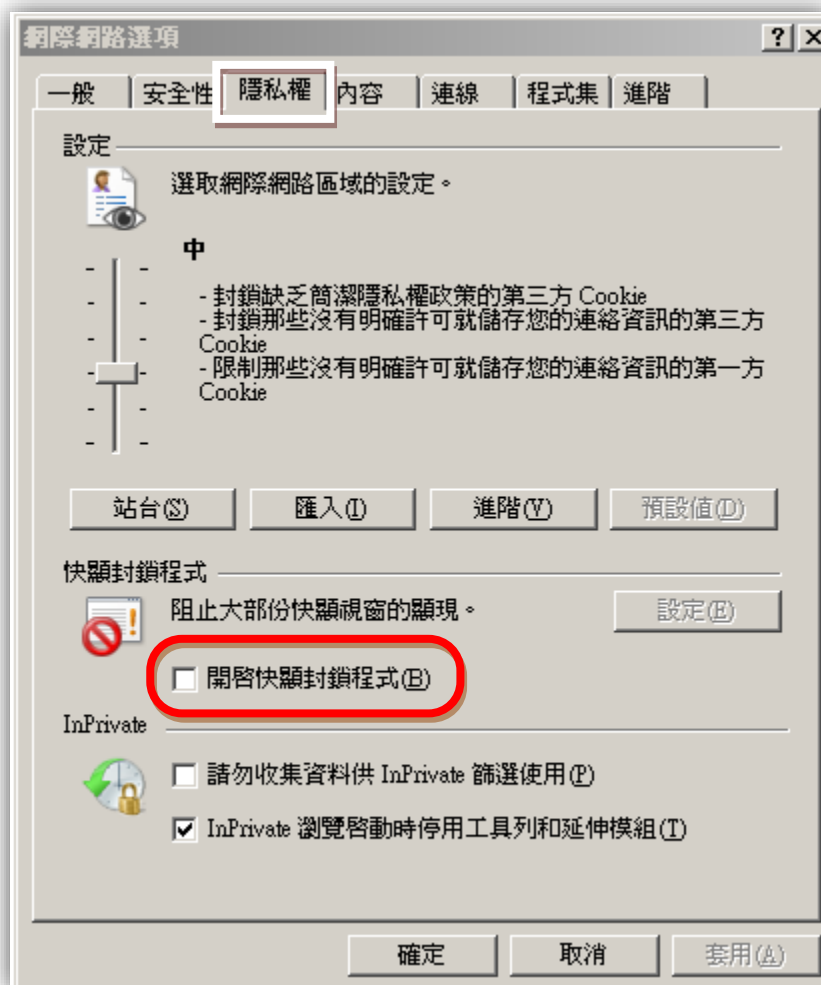 網際網路選項
一般 安全性 隱私權 內容 連線 程式集 進階
設定
選取網際網路區域的設定。
中
- 封鎖缺乏簡潔隱私權政策的第三方 Cookie
- 封鎖那些沒有明確許可就儲存您的連絡資訊的第三方
Cookie
- 限制那些沒有明確許可就儲存您的連絡資訊的第一方
Cookie
站台(S) 匯入(I) 進階(V) 預設值(D)
快顯封鎖程式
阻止大部份快顯視窗的顯現。 設定(E)
開啓快顯封鎖程式(B)
InPrivate
請勿收集資料供 InPrivate 篩選使用(P)
InPrivate 瀏覽啓動時停用工具列和延伸模組(T)
確定 取消 套用(A)